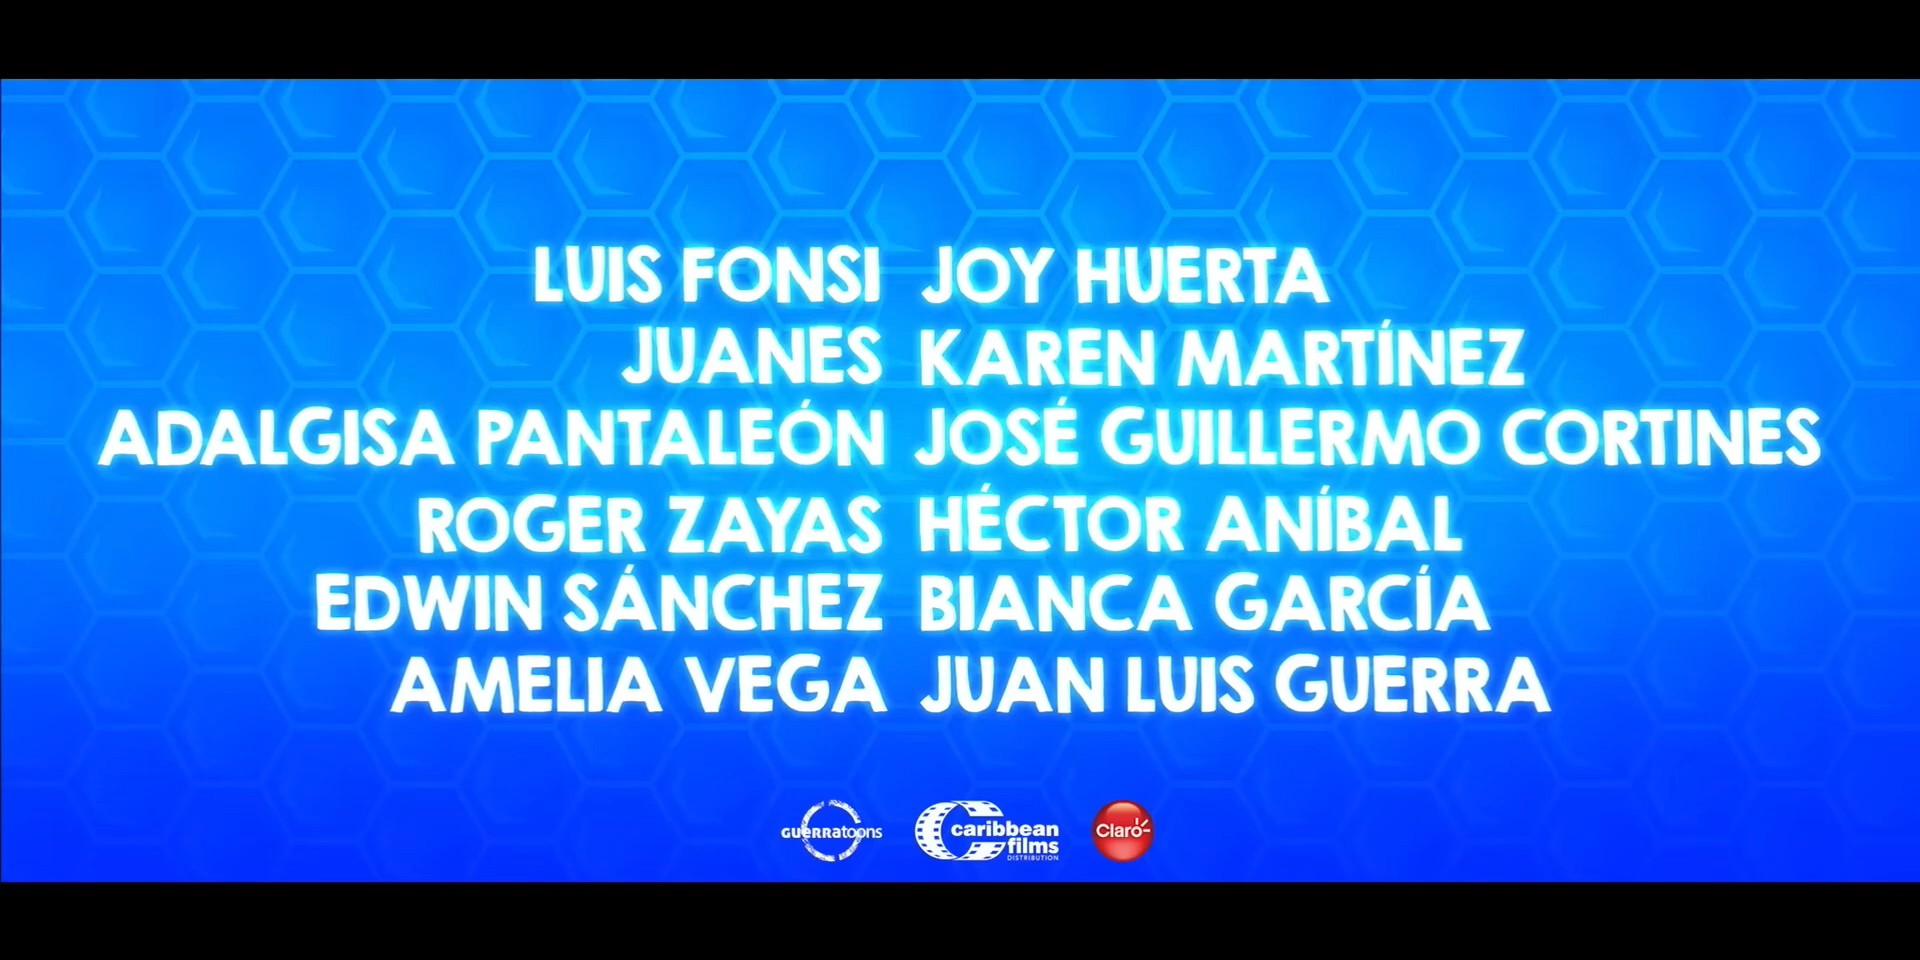 LUIS FONSI JOY HUERTA
JUANES KAREN MARTÍNEZ
ADALGISA PANTALEÓN JOSÉ GUILLERMO CORTINES
ROGER ZAYAS HÉCTOR ANÍBAL
EDWIN SÁNCHEZ BIANCA GARCÍA
AMELIA VEGA JUAN LUIS GUERRA
GUERRAtoons
caribbean
films
DISTRIBUTION
Claro